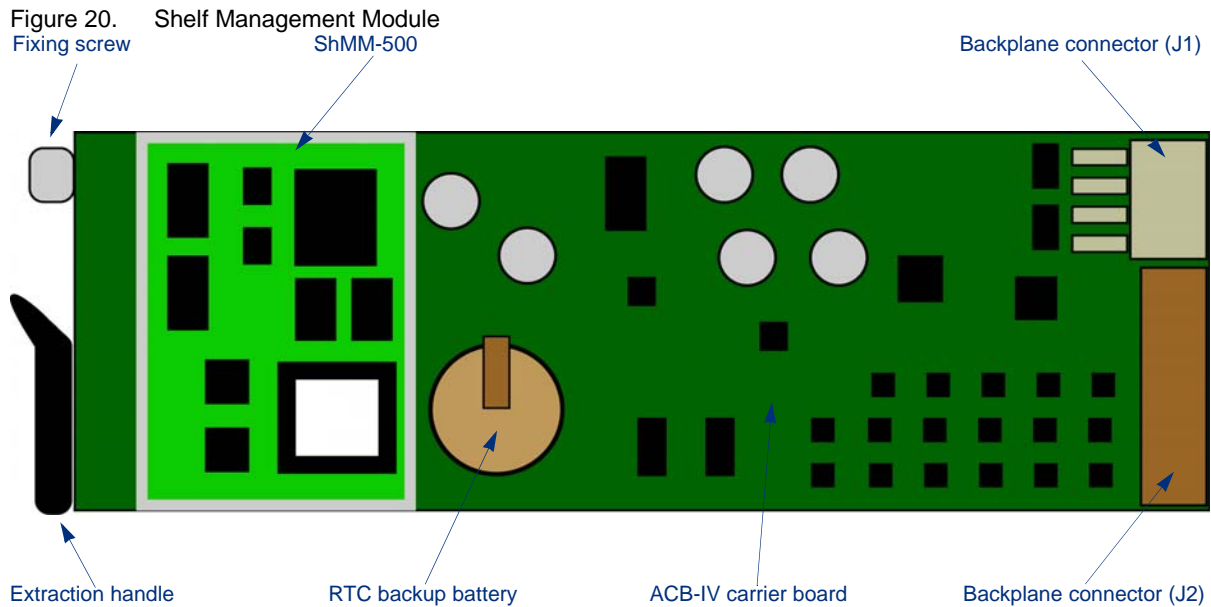 Figure 20. Shelf Management Module
Fixing screw
ShMM-500
Backplane connector (J1)
Extraction handle
RTC backup battery
ACB-IV carrier board
Backplane connector (J2)